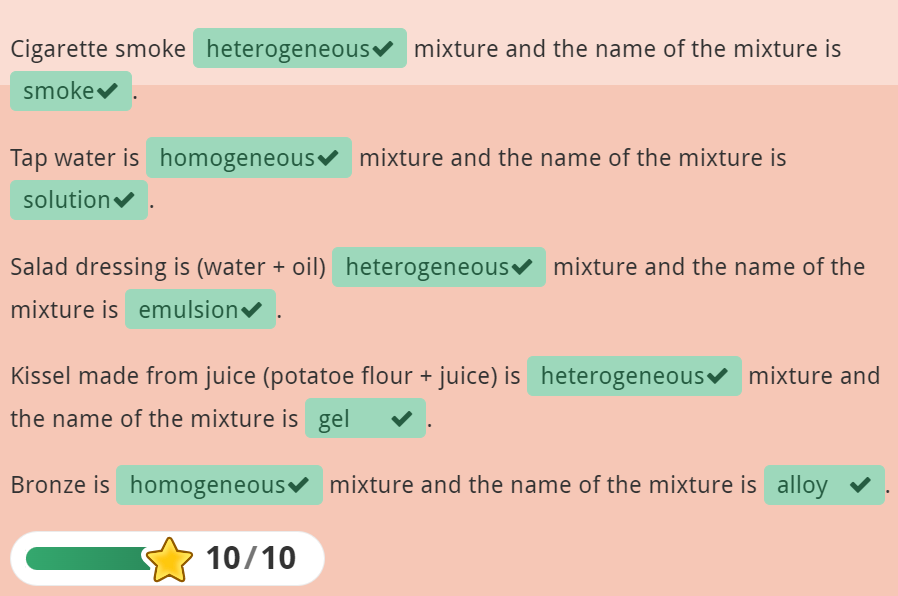 Cigarette smoke heterogeneous✔ mixture and the name of the mixture is
smoke✔ .
Tap water is homogeneous✔ mixture and the name of the mixture is
solution✔ .
Salad dressing is (water + oil) heterogeneous✔ mixture and the name of the
mixture is emulsion✔ .
Kissel made from juice (potatoe flour + juice) is heterogeneous✔ mixture and
the name of the mixture is gel ✔ .
Bronze is homogeneous✔ mixture and the name of the mixture is alloy ✔ .
10/10